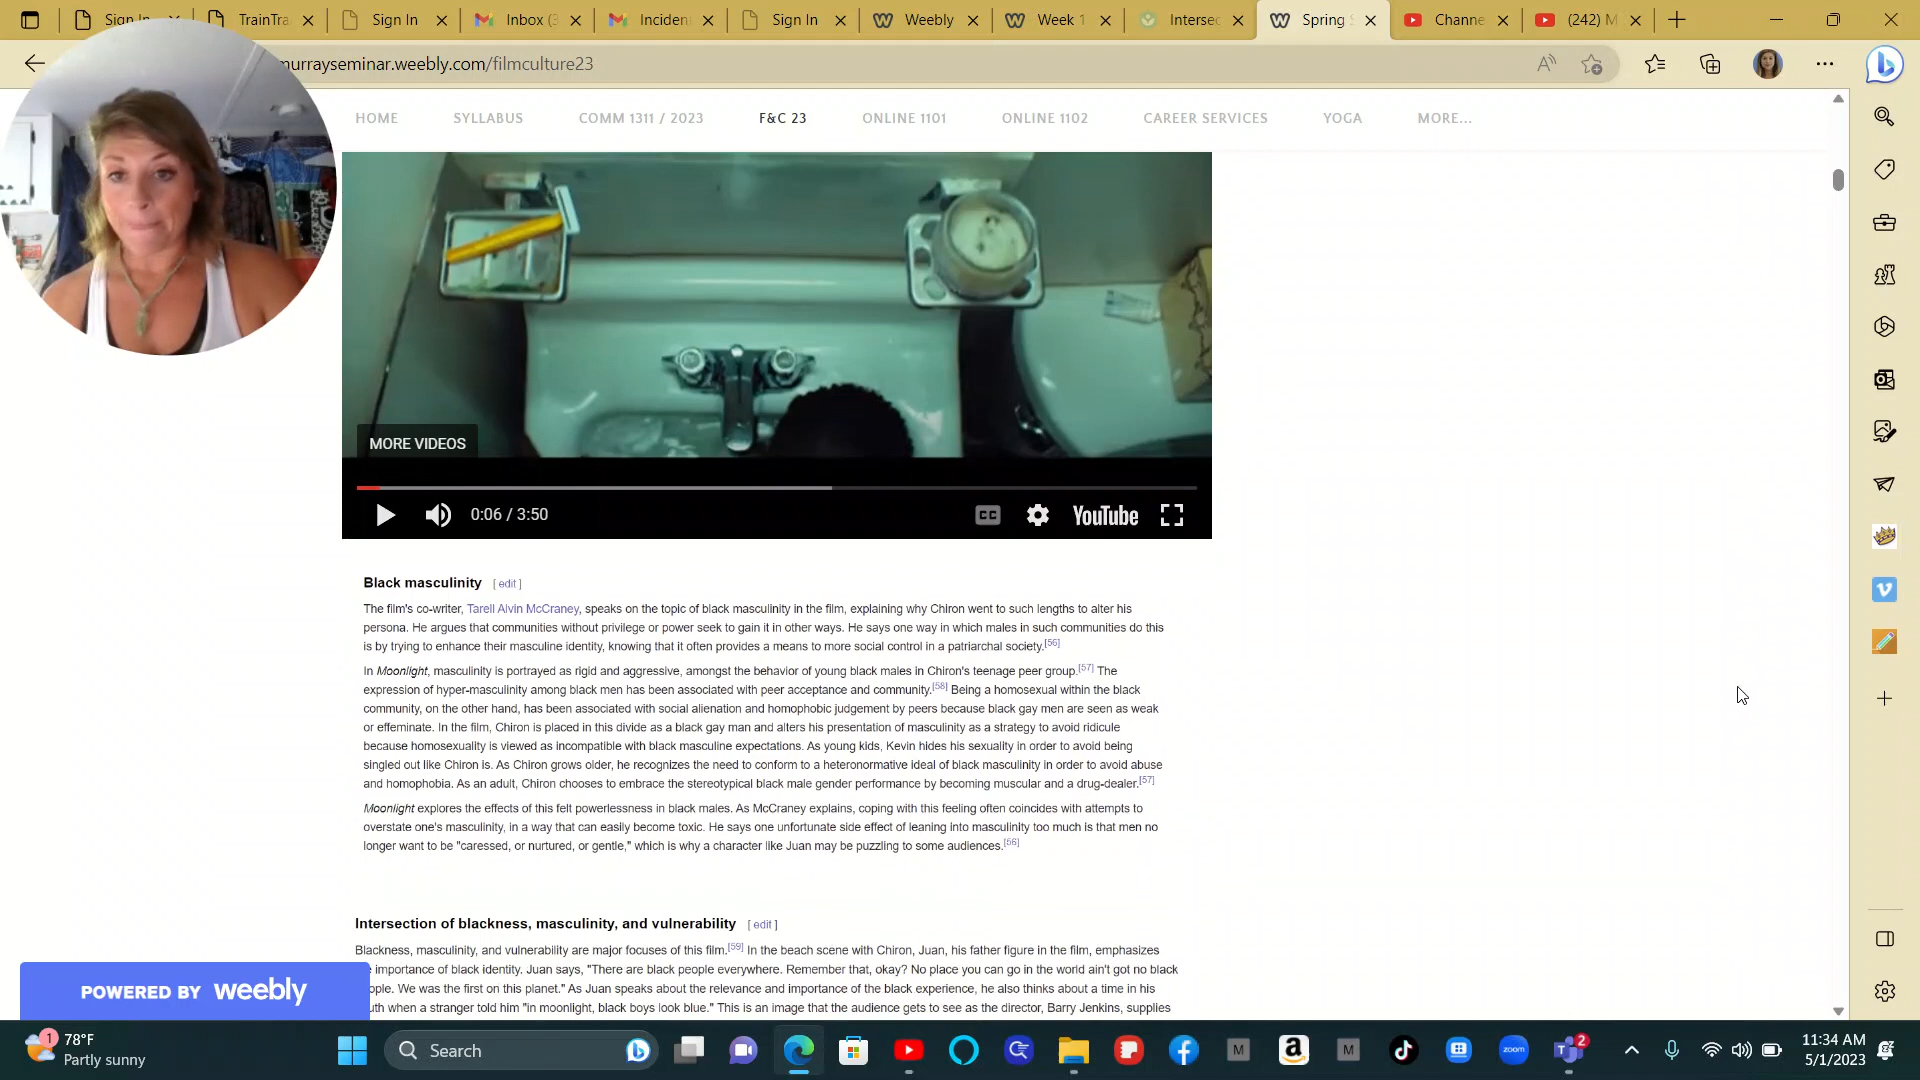 Sign In
TrainTra
Sign In
Inbox (3
Inciden
Sign In
Weebly
Week 1
Intersec
Spring
Channe
(242) M
murrayseminar.weebly.com/filmculture23
HOME
SYLLABUS
COMM 1311 / 2023
F&C 23
ONLINE 1101
ONLINE 1102
CAREER SERVICES
YOGA
MORE...
MORE VIDEOS
0:06 / 3:50
CC
YouTube
Black masculinity [ edit ]
The film's co-writer, Tarell Alvin McCraney, speaks on the topic of black masculinity in the film, explaining why Chiron went to such lengths to alter his
persona. He argues that communities without privilege or power seek to gain it in other ways. He says one way in which males in such communities do this
is by trying to enhance their masculine identity, knowing that it often provides a means to more social control in a patriarchal society.[56]
In Moonlight, masculinity is portrayed as rigid and aggressive, amongst the behavior of young black males in Chiron's teenage peer group.[57] The
expression of hyper-masculinity among black men has been associated with peer acceptance and community.[58] Being a homosexual within the black
community, on the other hand, has been associated with social alienation and homophobic judgement by peers because black gay men are seen as weak
or effeminate. In the film, Chiron is placed in this divide as a black gay man and alters his presentation of masculinity as a strategy to avoid ridicule
because homosexuality is viewed as incompatible with black masculine expectations. As young kids, Kevin hides his sexuality in order to avoid being
singled out like Chiron is. As Chiron grows older, he recognizes the need to conform to a heteronormative ideal of black masculinity in order to avoid abuse
and homophobia. As an adult, Chiron chooses to embrace the stereotypical black male gender performance by becoming muscular and a drug-dealer.[57]
Moonlight explores the effects of this felt powerlessness in black males. As McCraney explains, coping with this feeling often coincides with attempts to
overstate one's masculinity, in a way that can easily become toxic. He says one unfortunate side effect of leaning into masculinity too much is that men no
longer want to be "caressed, or nurtured, or gentle," which is why a character like Juan may be puzzling to some audiences.[56]
Intersection of blackness, masculinity, and vulnerability [ edit ]
Blackness, masculinity, and vulnerability are major focuses of this film.[59] In the beach scene with Chiron, Juan, his father figure in the film, emphasizes
importance of black identity. Juan says, "There are black people everywhere. Remember that, okay? No place you can go in the world ain't got no black
ople. We was the first on this planet." As Juan speaks about the relevance and importance of the black experience, he also thinks about a time in his
uth when a stranger told him "in moonlight, black boys look blue." This is an image that the audience gets to see as the director, Barry Jenkins, supplies
POWERED BY weebly
1
78°F
Partly sunny
Search
M
a
M
zoom
2
11:34 AM
5/1/2023